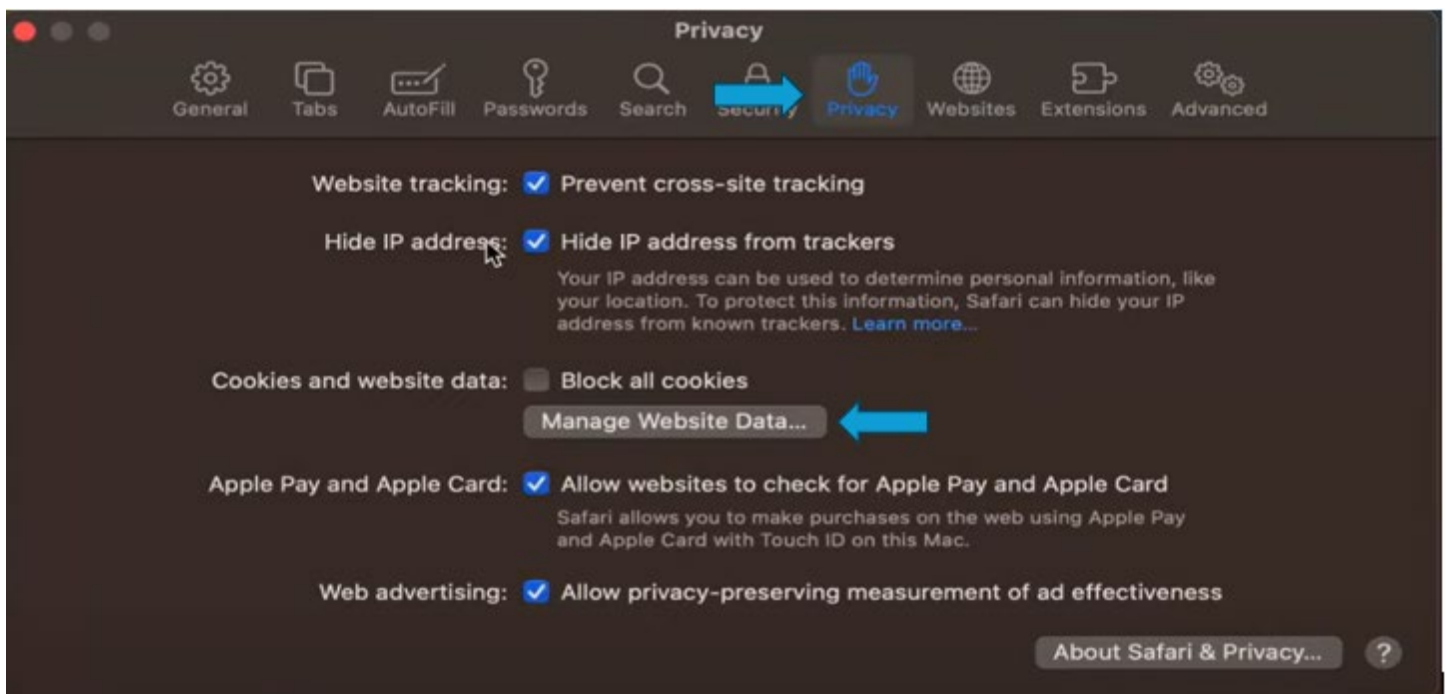 Privacy
General Tabs AutoFill Passwords Search Security Privacy Websites Extensions Advanced
Website tracking: Prevent cross-site tracking
Hide IP address: Hide IP address from trackers
Your IP address can be used to determine personal information, like
your location. To protect this information, Safari can hide your IP
address from known trackers. Learn more...
Cookies and website data: Block all cookies
Manage Website Data...
Apple Pay and Apple Card: Allow websites to check for Apple Pay and Apple Card
Safari allows you to make purchases on the web using Apple Pay
and Apple Card with Touch ID on this Mac.
Web advertising: Allow privacy-preserving measurement of ad effectiveness
About Safari & Privacy... ?